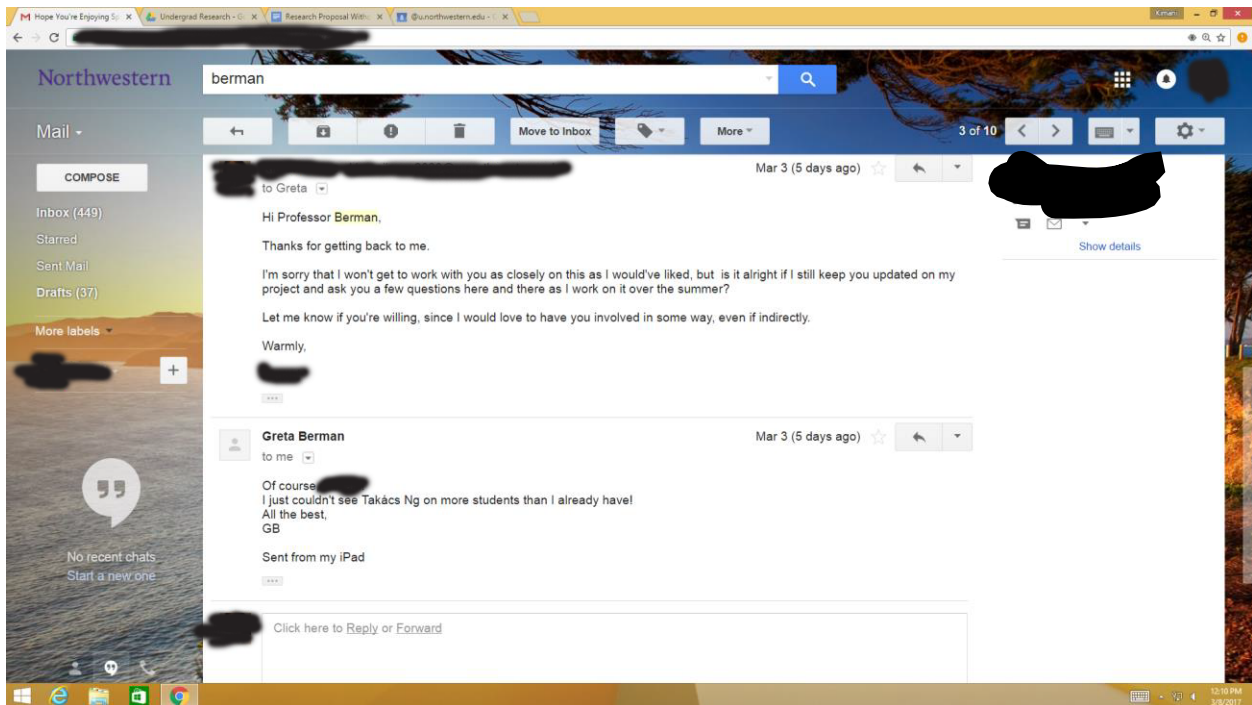 Hope You're Enjoying Sp
Undergrad Research - G
Research Proposal With
@u.northwestern.edu -
Kimani
Northwestern
berman
Mail
Move to Inbox
More
3 of 10
COMPOSE
Inbox (449)
Starred
Sent Mail
Drafts (37)
More labels
Mar 3 (5 days ago)
to Greta
Hi Professor Berman,
Thanks for getting back to me.
I'm sorry that I won't get to work with you as closely on this as I would've liked, but is it alright if I still keep you updated on my
project and ask you a few questions here and there as I work on it over the summer?
Let me know if you're willing, since I would love to have you involved in some way, even if indirectly.
Warmly,
Show details
Greta Berman
Mar 3 (5 days ago)
to me
Of course
I just couldn't see Takács Ng on more students than I already have!
All the best,
GB
Sent from my iPad
Click here to Reply or Forward
No recent chats
Start a new one
12:10 PM
3/8/2017